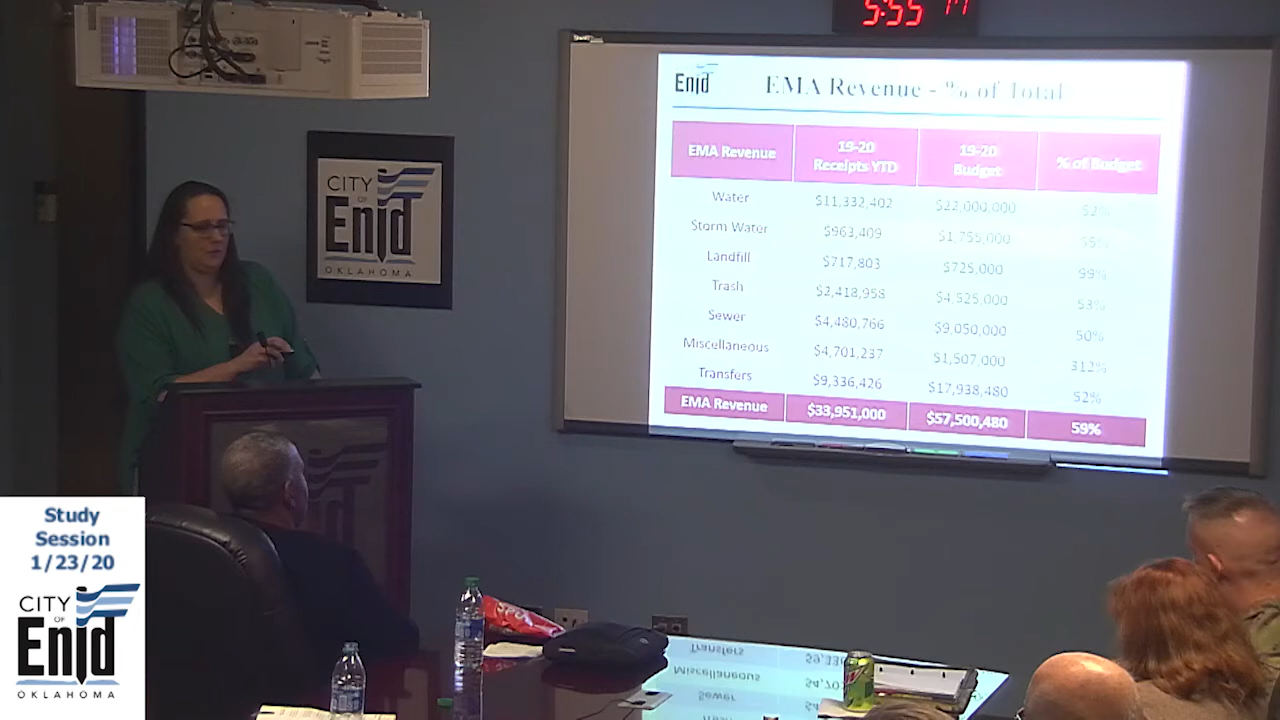 5:55
Enid
EMA Revenue - % of Total
EMA Revenue 19-20 Receipts YTD 19-20 Budget % of Budget
Water $11,332,402 $22,000,000 52%
Storm Water $963,409 $1,755,000 55%
Landfill $717,803 $725,000 99%
Trash $2,418,958 $4,525,000 53%
Sewer $4,480,766 $9,050,000 50%
Miscellaneous $4,701,237 $1,507,000 312%
Transfers $9,336,426 $17,938,480 52%
EMA Revenue $33,951,000 $57,500,480 59%
CITY
OF
Enid
OKLAHOMA
Study
Session
1/23/20
CITY
OF
Enid
OKLAHOMA